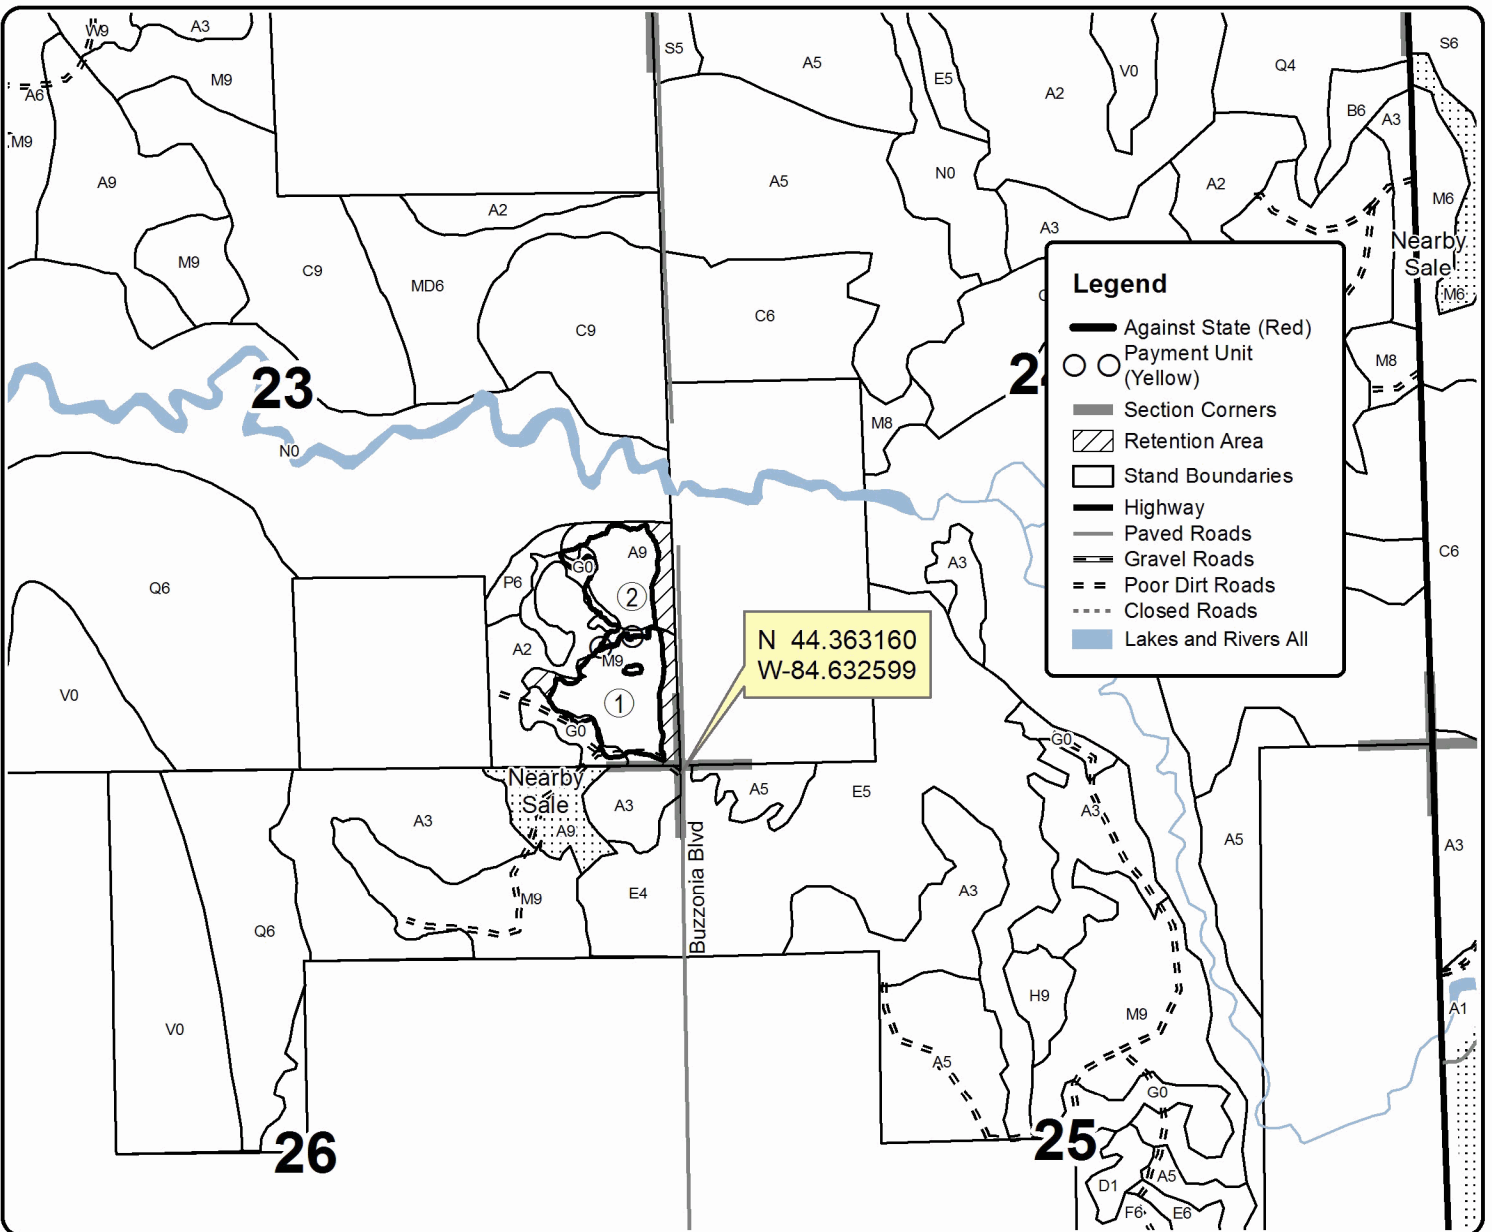 W9
A3
S5
A5
E5
V0
Q4
S6
M9
A6
A2
B6
A3
M9
A9
A5
N0
A2
M6
A2
A3
Nearby
Sale
M9
C9
MD6
M6
C9
C6
M8
23
M8
N0
Legend
Against State (Red)
Payment Unit
(Yellow)
Section Corners
Retention Area
Stand Boundaries
Highway
Paved Roads
Gravel Roads
Poor Dirt Roads
Closed Roads
Lakes and Rivers All
A9
G0
P6
2
Q6
A3
C6
A2
M9
N 44.363160
W-84.632599
V0
1
G0
G0
Nearby
Sale
A3
A5
E5
A3
A3
A9
A5
A3
M9
E4
A3
Q6
Buzzonia Blvd
H9
M9
A1
V0
A5
G0
26
25
D1
A5
F6
E6